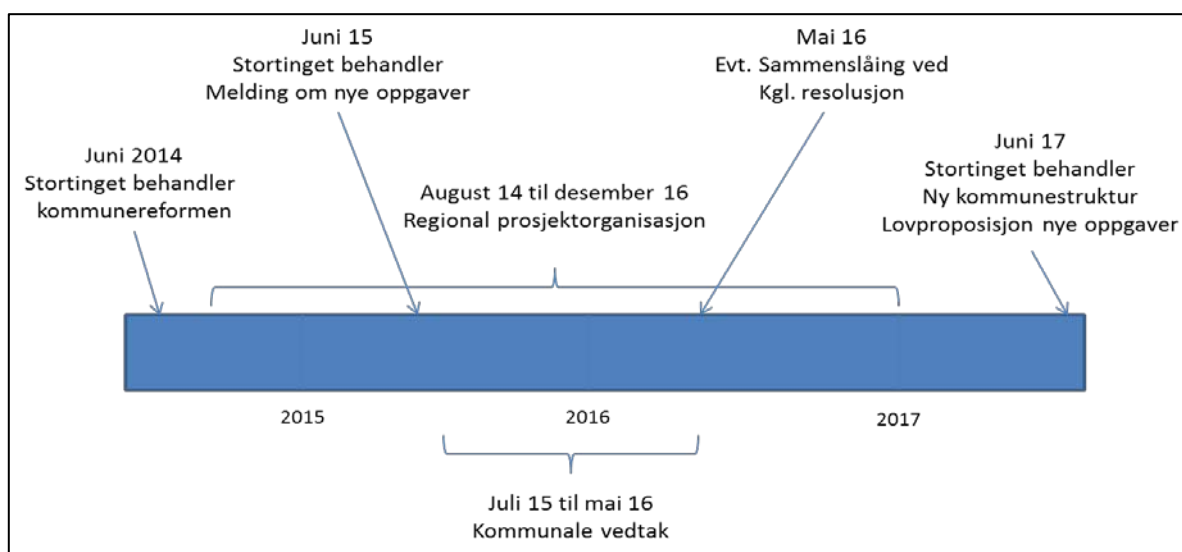 Juni 15
Stortinget behandler
Melding om nye oppgaver
Mai 16
Evt. Sammenslåing ved
Kgl. resolusjon
Juni 2014
Stortinget behandler
kommunereformen
August 14 til desember 16
Regional prosjektorganisasjon
Juni 17
Stortinget behandler
Ny kommunestruktur
Lovproposisjon nye oppgaver
2015
2016
2017
Juli 15 til mai 16
Kommunale vedtak